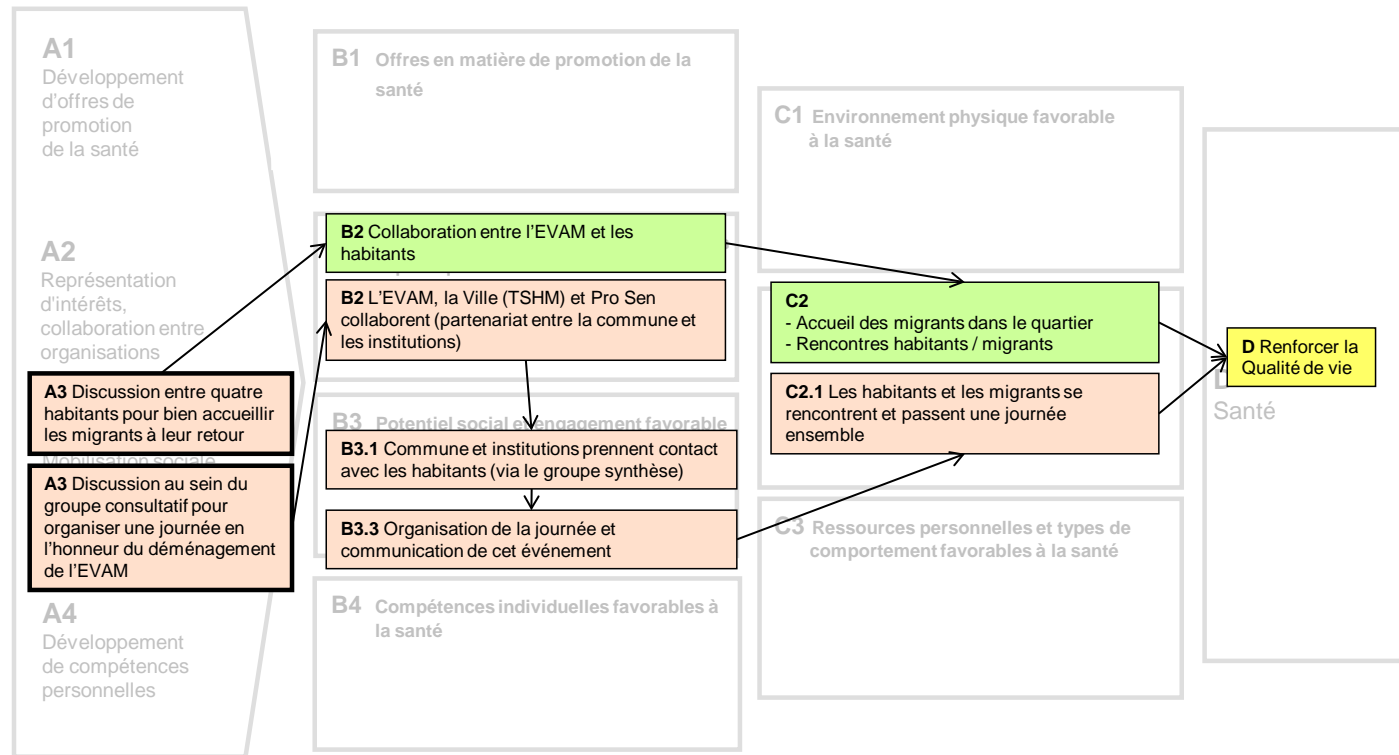 A1
Développement
d'offres de
promotion
de la santé
A2
Représentation
d'intérêts,
collaboration entre
organisations
A3 Discussion entre quatre
habitants pour bien accueillir
les migrants à leur retour
Mobilisation sociale
A3 Discussion au sein du
groupe consultatif pour
organiser une journée en
l'honneur du déménagement
de l'EVAM
A4
Développement
de compétences
personnelles
B1 Offres en matière de promotion de la
santé
B2 Collaboration entre l'EVAM et les
habitants
B2 L'EVAM, la Ville (TSHM) et Pro Sen
collaborent (partenariat entre la commune et
les institutions)
B3 Potentiel social et engagement favorable
B3.1 Commune et institutions prennent contact
avec les habitants (via le groupe synthèse)
B3.3 Organisation de la journée et
communication de cet événement
B4 Compétences individuelles favorables à
la santé
C1 Environnement physique favorable
à la santé
C2
- Accueil des migrants dans le quartier
- Rencontres habitants / migrants
C2.1 Les habitants et les migrants se
rencontrent et passent une journée
ensemble
C3 Ressources personnelles et types de
comportement favorables à la santé
D Renforcer la
Qualité de vie
Santé